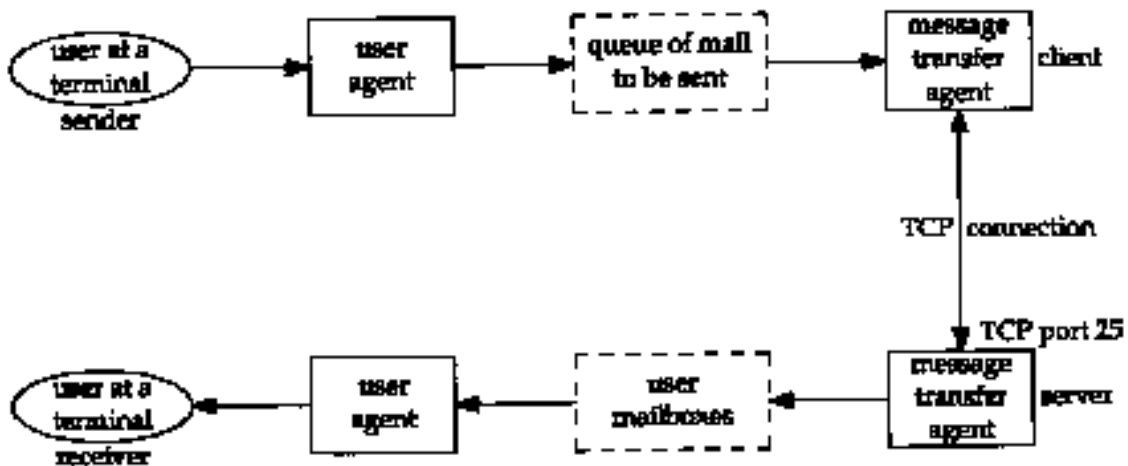 user at a
terminal
sender
user
agent
queue of mail
to be sent
message
transfer
agent
client
TCP connection
TCP port 25
user at a
terminal
receiver
user
agent
user
mailboxes
message
transfer
agent
server